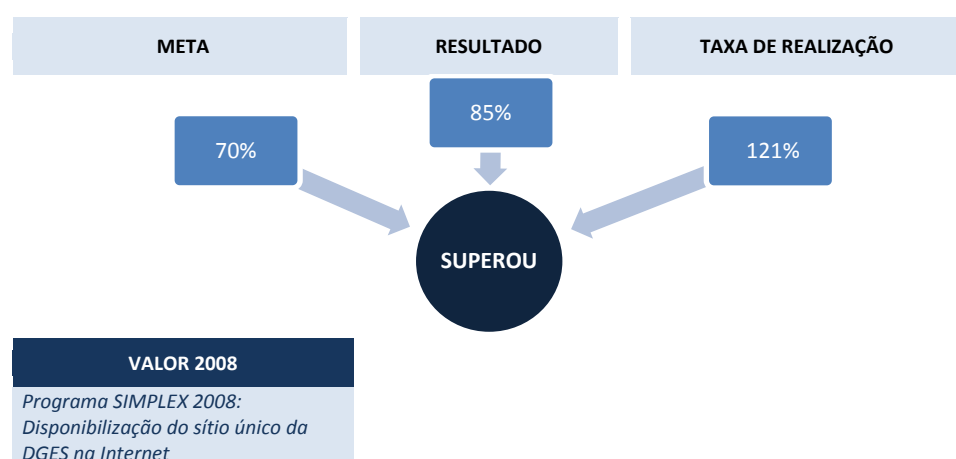 META
RESULTADO
TAXA DE REALIZAÇÃO
70%
85%
121%
SUPEROU
VALOR 2008
Programa SIMPLEX 2008:
Disponibilização do sítio único da
DGES na Internet